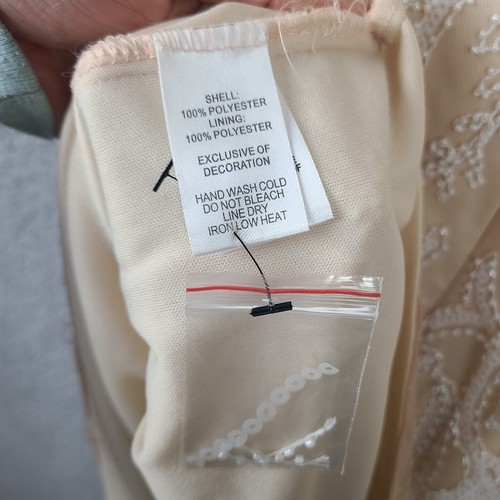 SHELL:
100% POLYESTER
LINING:
100% POLYESTER
EXCLUSIVE OF
DECORATION
HAND WASH COLD
DO NOT BLEACH
LINE DRY
IRON LOW HEAT